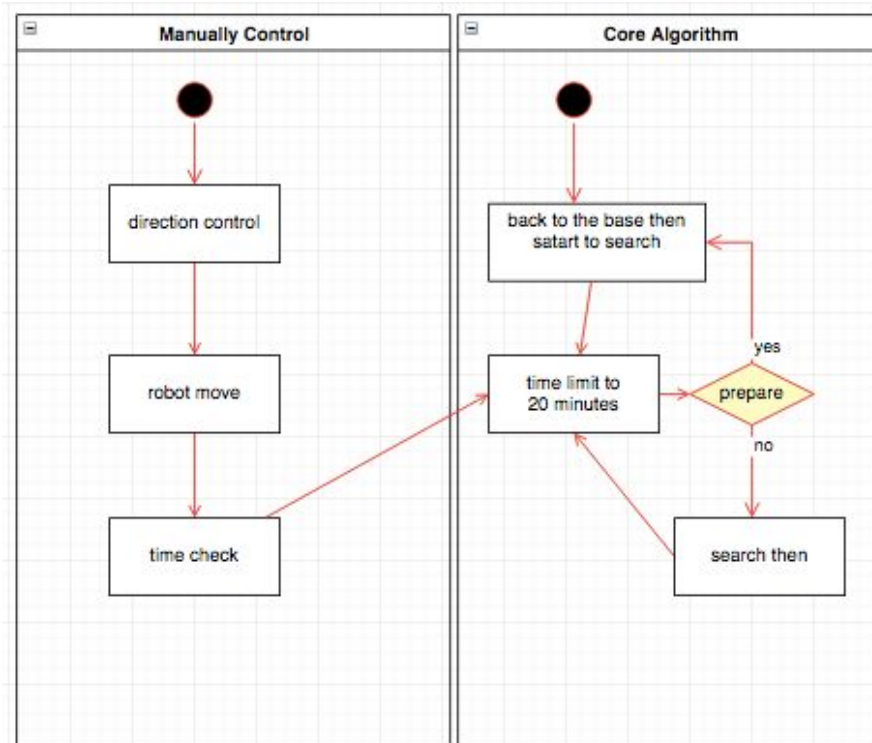 Manually Control
Core Algorithm
direction control
robot move
time check
back to the base then
satart to search
time limit to
20 minutes
prepare
yes
no
search then